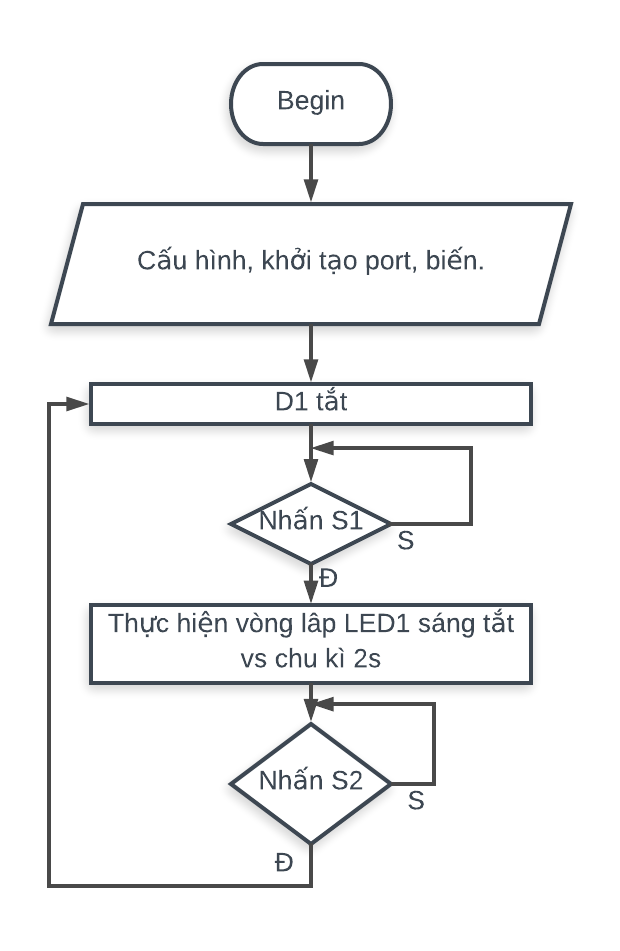 Begin
Cấu hình, khởi tạo port, biến.
D1 tắt
Nhấn S1
S
Đ
Thực hiện vòng lâp LED1 sáng tắt
vs chu kì 2s
Nhấn S2
S
Đ